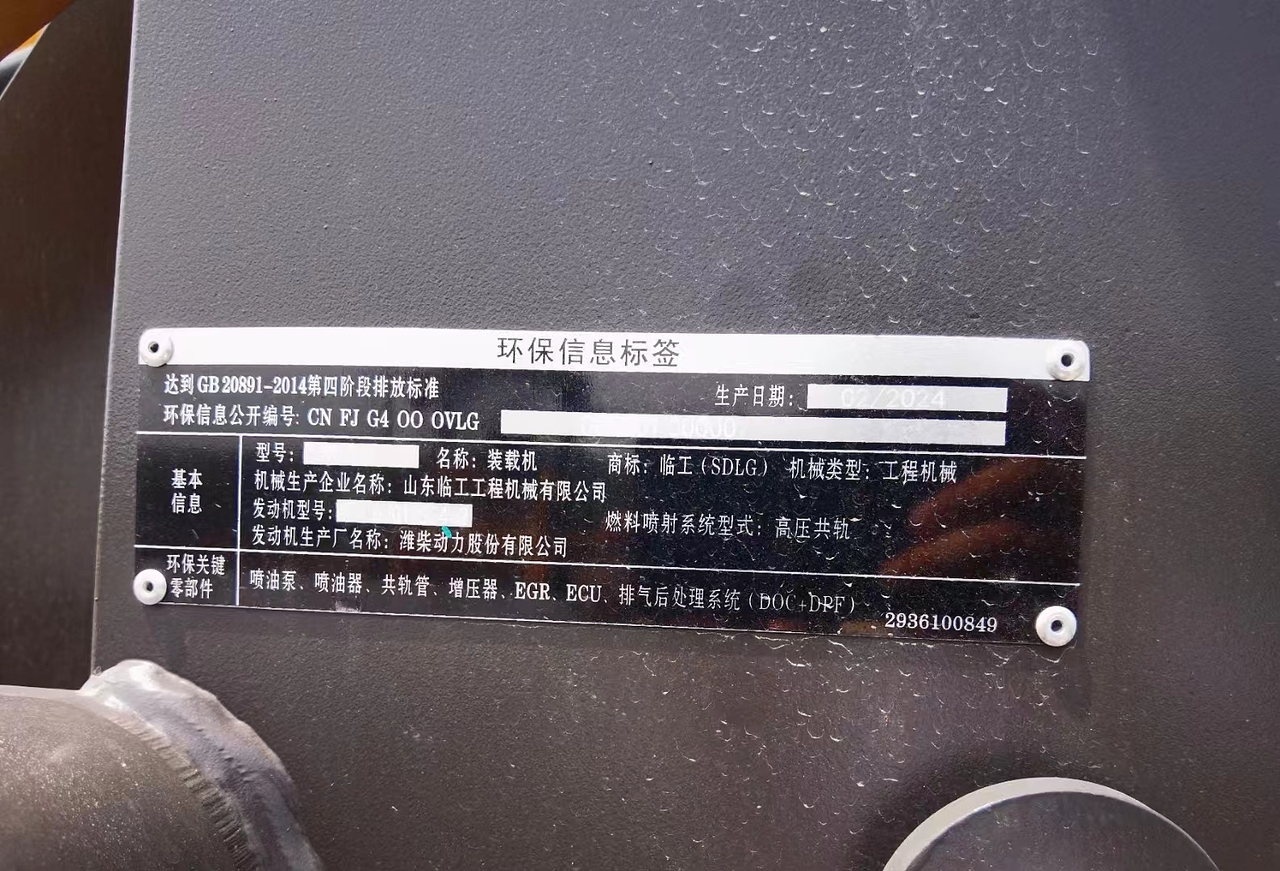 环保信息标签
达到GB 20891-2014第四阶段排放标准 生产日期: 02/2024
环保信息公开编号: CN FJ G4 OO OVLG
基本信息
型号: 名称: 装载机 商标: 临工(SDLG) 机械类型: 工程机械
机械生产企业名称: 山东临工工程机械有限公司
发动机型号: 燃料喷射系统型式: 高压共轨
发动机生产厂名称: 潍柴动力股份有限公司
环保关键零部件
喷油泵、喷油器、共轨管、增压器、EGR、ECU、排气后处理系统(DOC+DPF)
2936100849